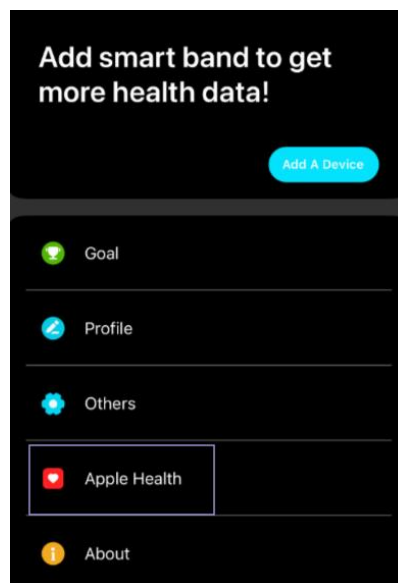 Add smart band to get
more health data!
Add A Device
Goal
Profile
Others
Apple Health
About